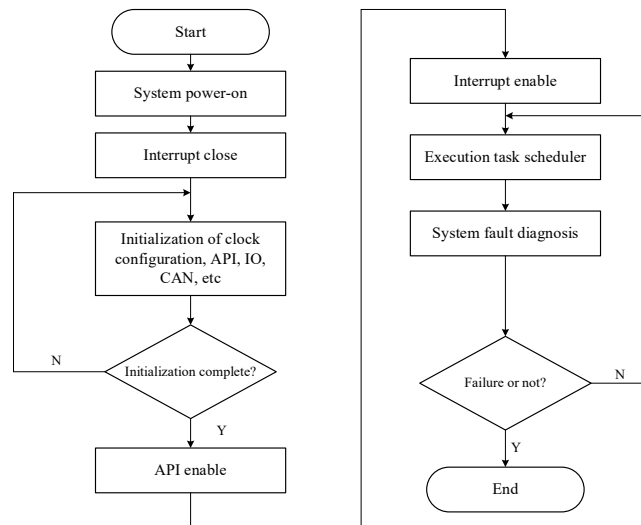 Start
System power-on
Interrupt close
Initialization of clock
configuration, API, IO,
CAN, etc
Initialization complete?
N
Y
API enable
Interrupt enable
Execution task scheduler
System fault diagnosis
Failure or not?
N
Y
End